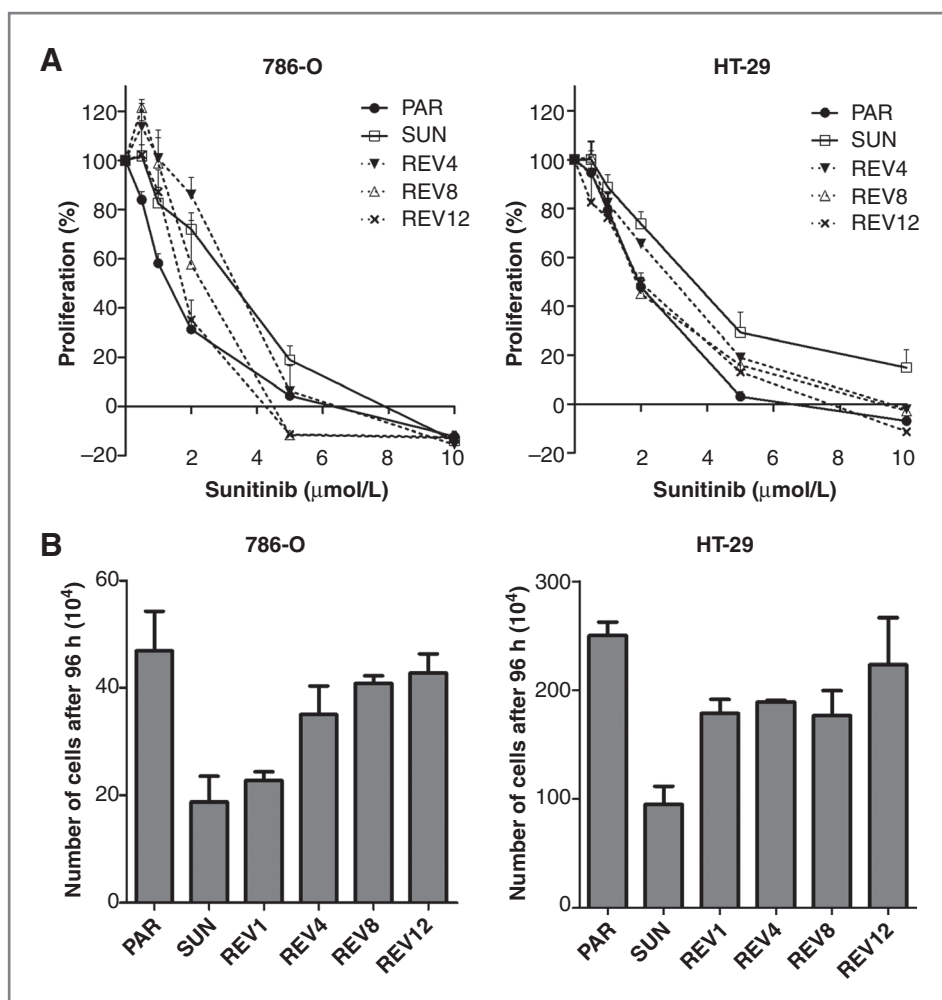 A
786-O
HT-29
120
100
80
60
40
20
0
−20
2
4
6
8
10
Proliferation (%)
Sunitinib (μmol/L)
PAR
SUN
REV4
REV8
REV12
120
100
80
60
40
20
0
−20
2
4
6
8
10
Proliferation (%)
Sunitinib (μmol/L)
PAR
SUN
REV4
REV8
REV12
B
786-O
HT-29
60
40
20
0
Number of cells after 96 h (10⁴)
PAR
SUN
REV1
REV4
REV8
REV12
300
200
100
0
Number of cells after 96 h (10⁴)
PAR
SUN
REV1
REV4
REV8
REV12